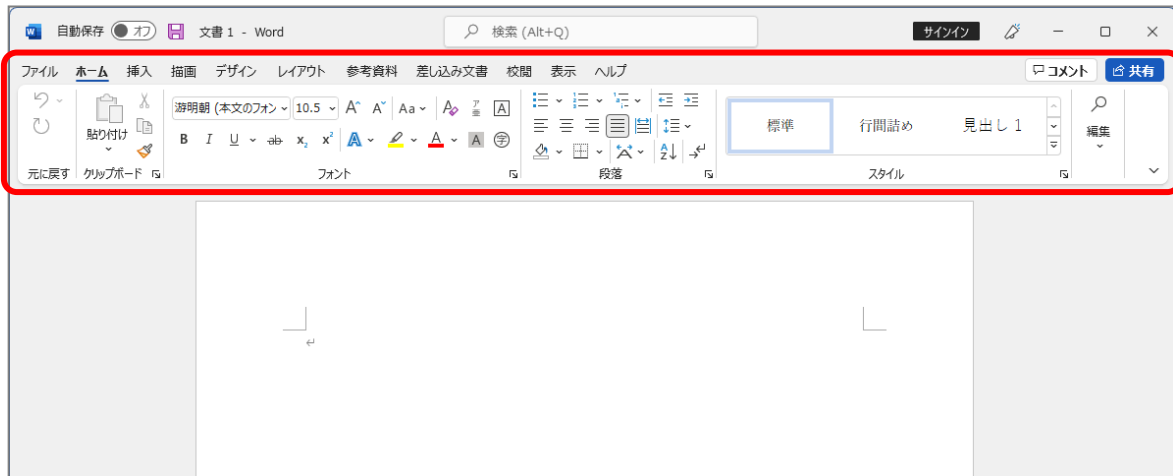 自動保存 オフ 文書 1 - Word 検索 (Alt+Q) サインイン
ファイル ホーム 挿入 描画 デザイン レイアウト 参考資料 差し込み文書 校閲 表示 ヘルプ コメント 共有
游明朝 (本文のフォン 10.5 A A Aa A ア亜 A
貼り付け 標準 行間詰め 見出し 1 編集
B I U ab x₂ x² A A A 字
元に戻す クリップボード フォント 段落 スタイル